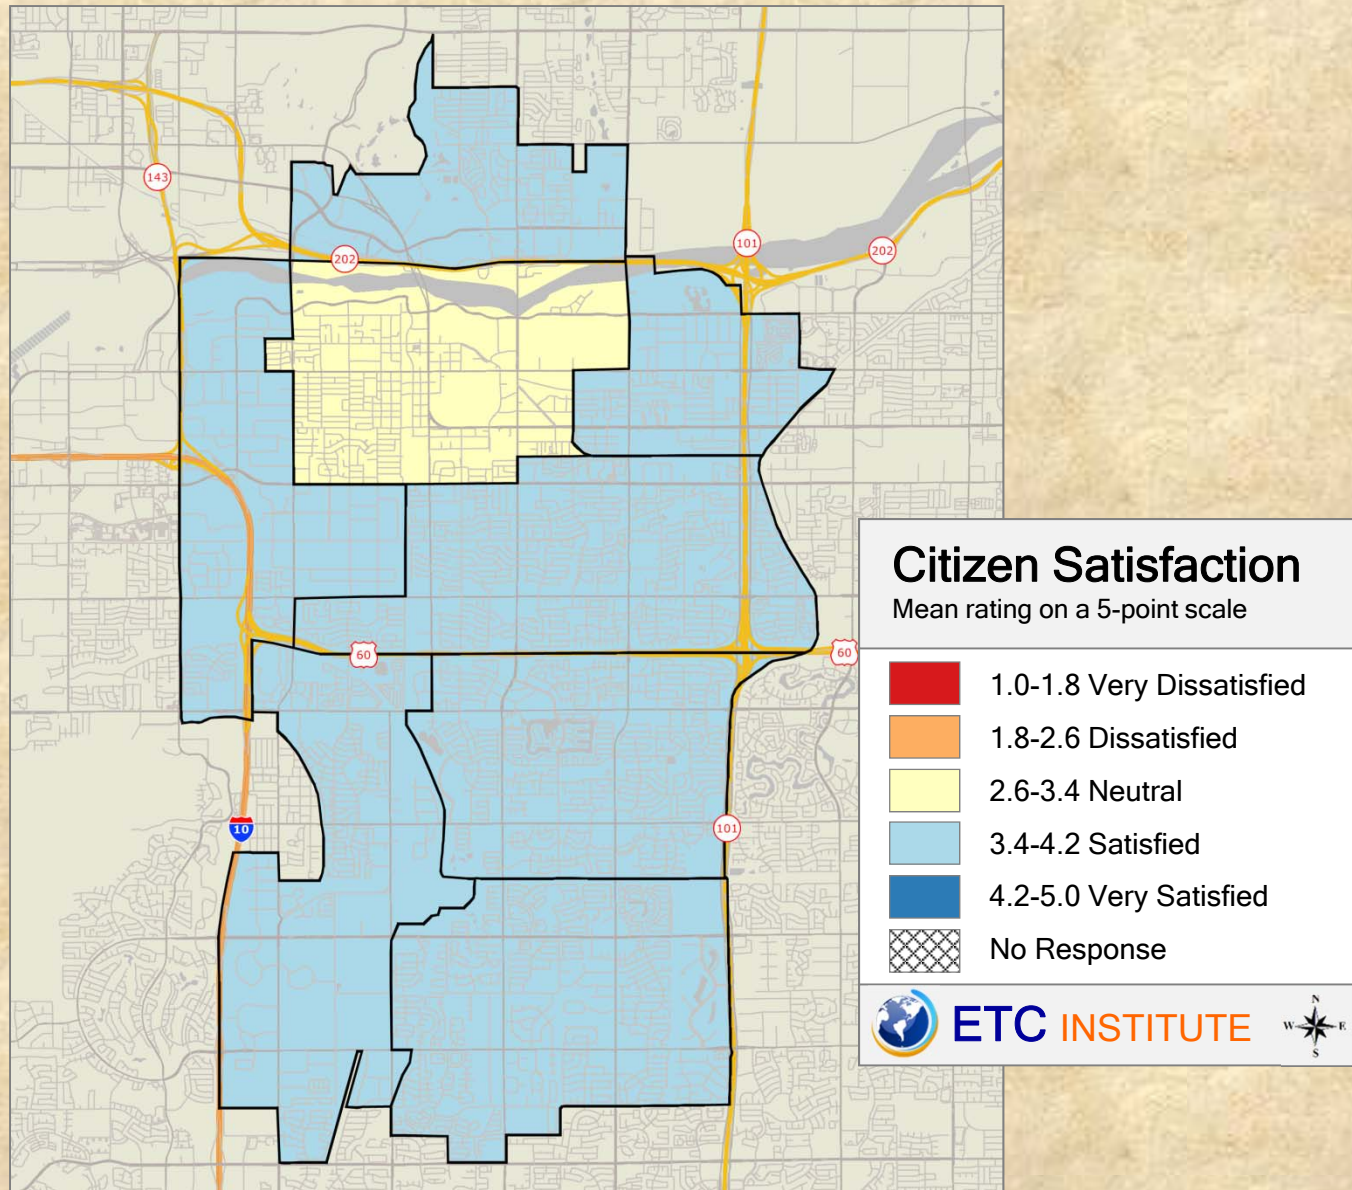 143
202
101
202
60
60
10
101
Citizen Satisfaction
Mean rating on a 5-point scale
1.0-1.8 Very Dissatisfied
1.8-2.6 Dissatisfied
2.6-3.4 Neutral
3.4-4.2 Satisfied
4.2-5.0 Very Satisfied
No Response
ETC INSTITUTE
N
W E
S